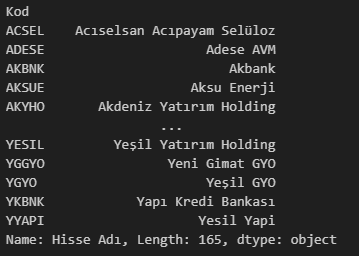 Kod
ACSEL Acıselsan Acıpayam Selüloz
ADESE Adese AVM
AKBNK Akbank
AKSUE Aksu Enerji
AKYHO Akdeniz Yatırım Holding
...
YESIL Yeşil Yatırım Holding
YGGYO Yeni Gimat GYO
YGYO Yeşil GYO
YKBNK Yapı Kredi Bankası
YYAPI Yesil Yapi
Name: Hisse Adı, Length: 165, dtype: object